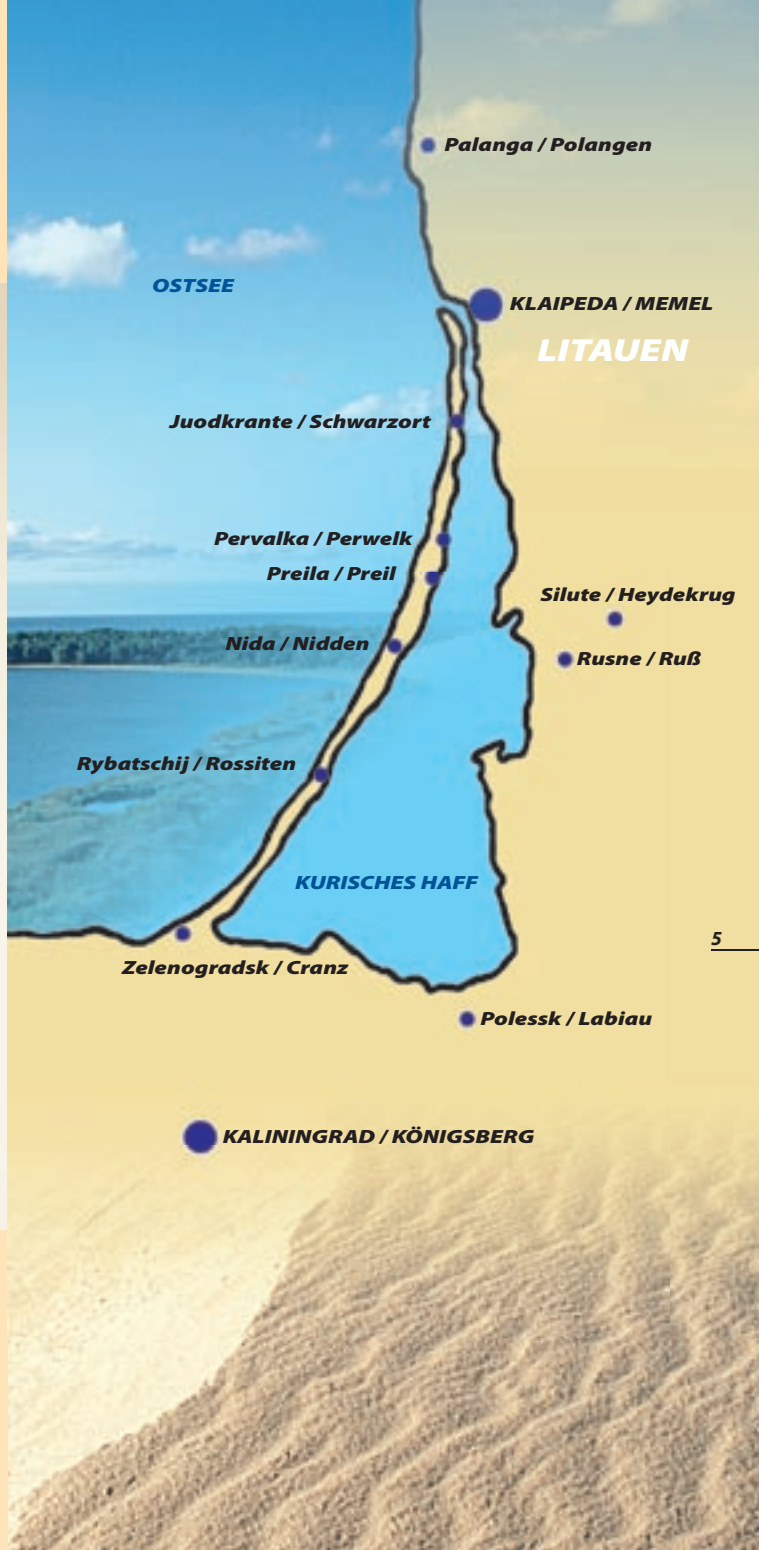 Palanga / Polangen
OSTSEE
KLAIPEDA / MEMEL
LITAUEN
Juodkrante / Schwarzort
Pervalka / Perwelk
Preila / Preil
Silute / Heydekrug
Nida / Nidden
Rusne / Ruß
Rybatschij / Rossiten
KURISCHES HAFF
5
Zelenogradsk / Cranz
Polessk / Labiau
KALININGRAD / KÖNIGSBERG